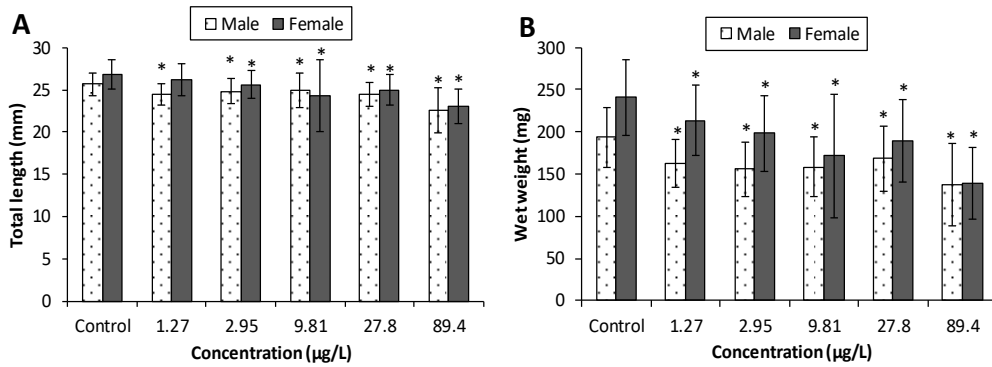 A
Male Female
Total length (mm)
30
25
20
15
10
5
0
* * * * * * * * *
Control 1.27 2.95 9.81 27.8 89.4
Concentration (µg/L)
B
Male Female
Wet weight (mg)
300
250
200
150
100
50
0
* * * * * * * * * *
Control 1.27 2.95 9.81 27.8 89.4
Concentration (µg/L)